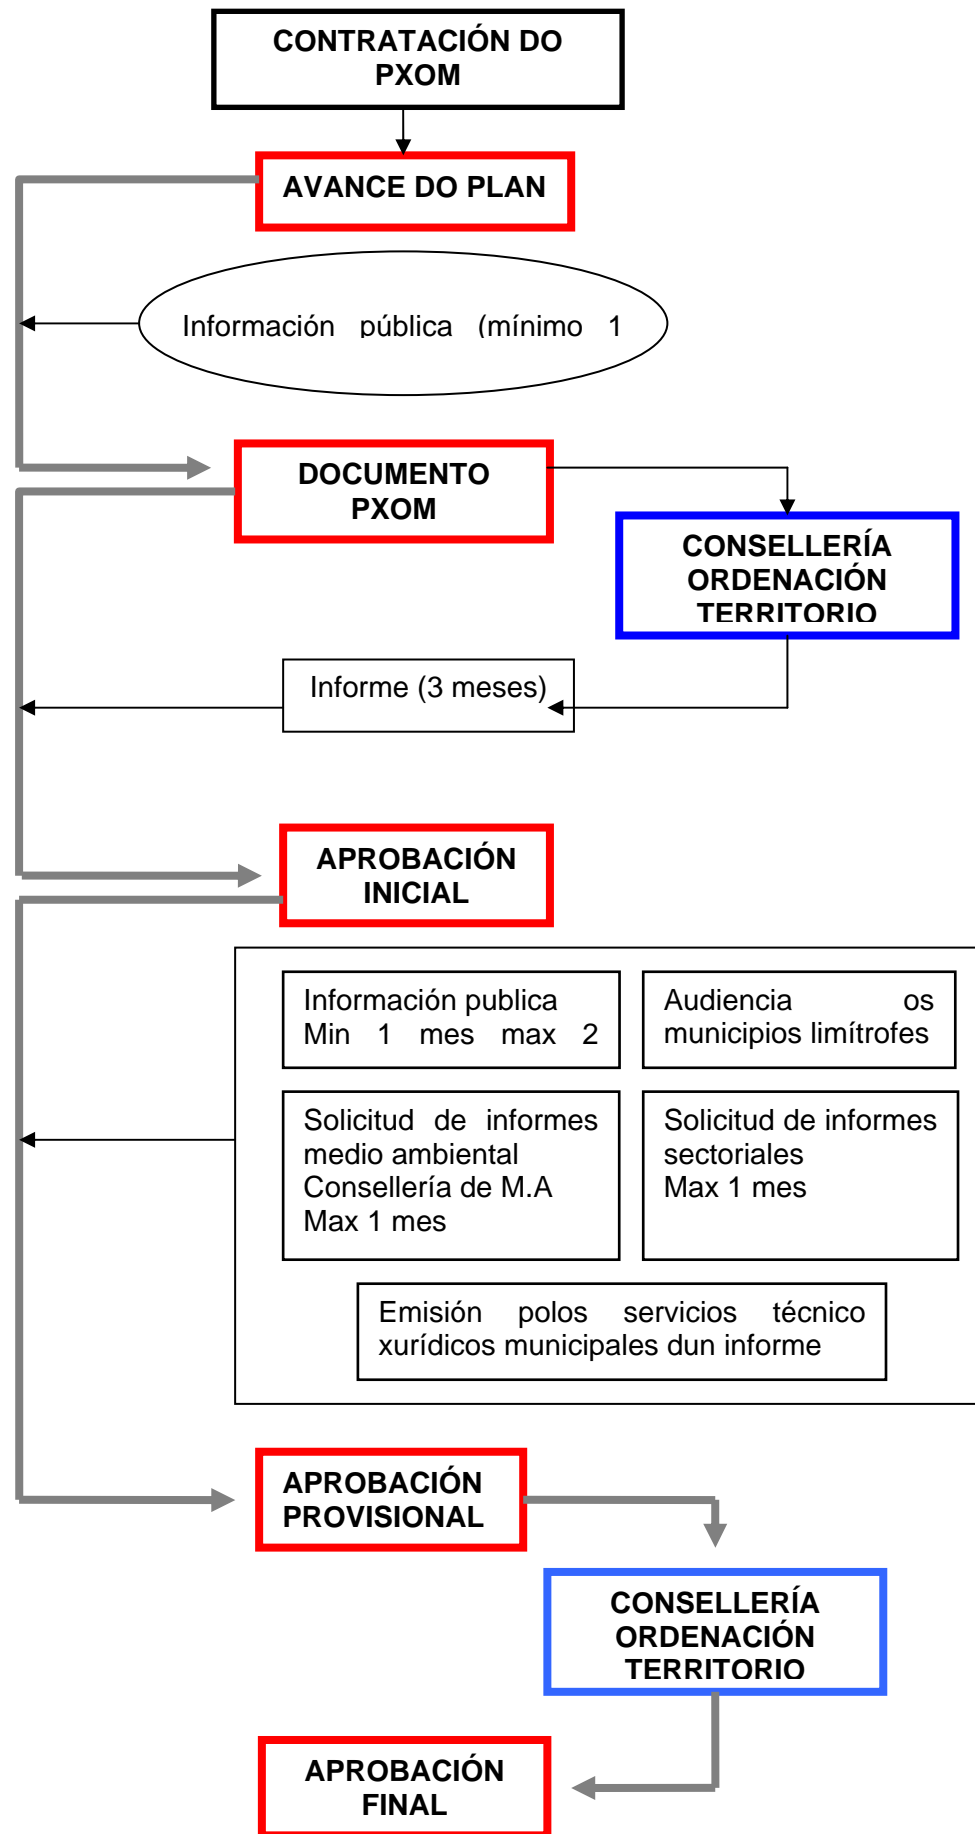 CONTRATACIÓN DO
PXOM
AVANCE DO PLAN
Información pública (mínimo 1
DOCUMENTO
PXOM
CONSELLERÍA
ORDENACIÓN
TERRITORIO
Informe (3 meses)
APROBACIÓN
INICIAL
Información publica
Min 1 mes max 2
Audiencia os
municipios limítrofes
Solicitud de informes
medio ambiental
Consellería de M.A
Max 1 mes
Solicitud de informes
sectoriales
Max 1 mes
Emisión polos servicios técnico
xurídicos municipales dun informe
APROBACIÓN
PROVISIONAL
CONSELLERÍA
ORDENACIÓN
TERRITORIO
APROBACIÓN
FINAL